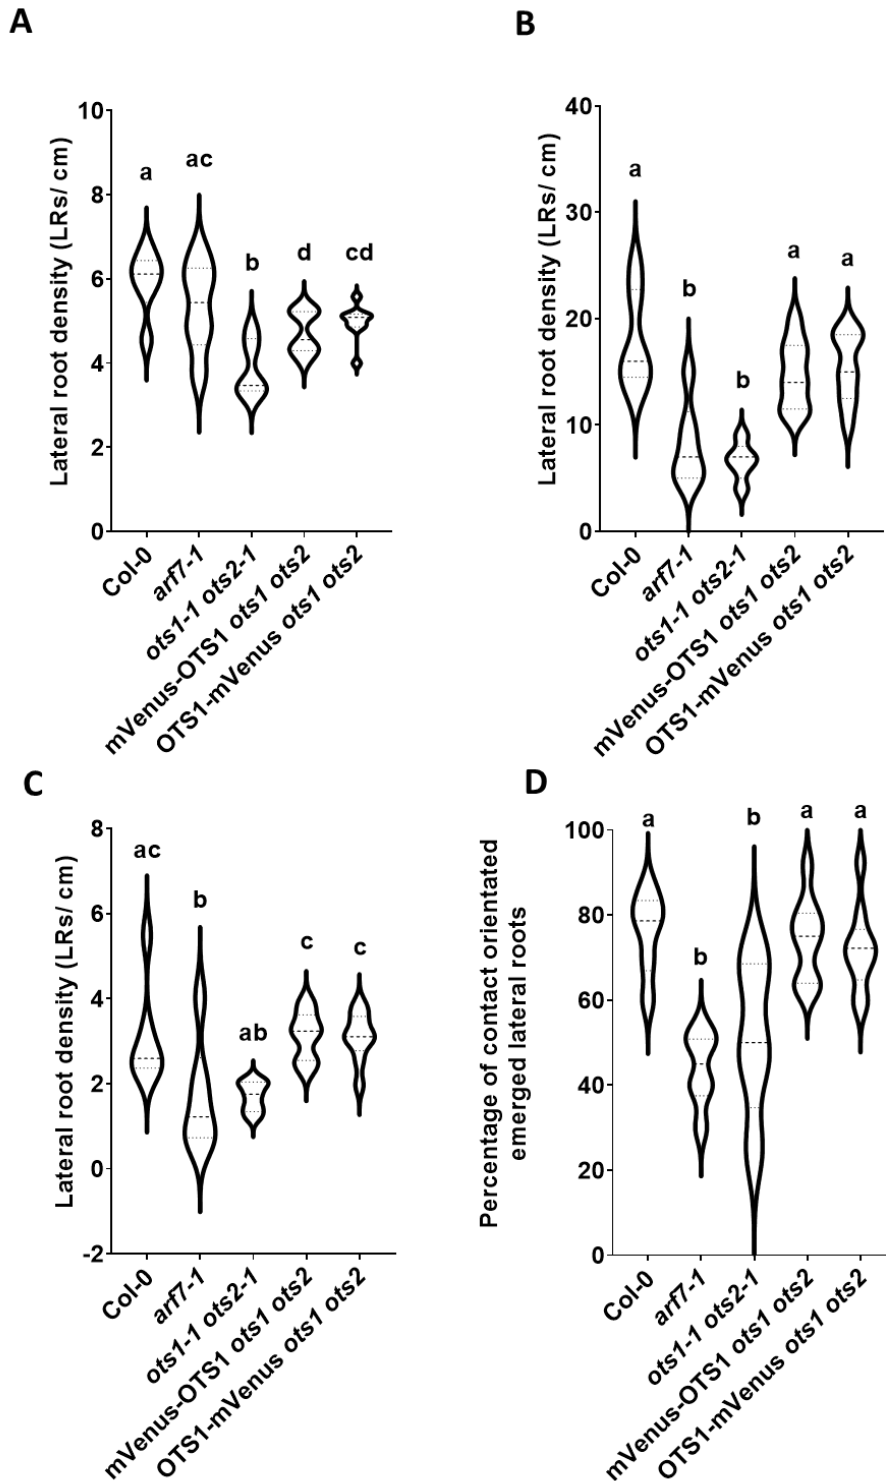 A
Lateral root density (LRs/ cm)
10
8
6
4
2
0
a
ac
b
d
cd
Col-0
arf7-1
ots1-1 ots2-1
mVenus-OTS1 ots1 ots2
OTS1-mVenus ots1 ots2
B
Lateral root density (LRs/ cm)
40
30
20
10
0
a
b
b
a
a
Col-0
arf7-1
ots1-1 ots2-1
mVenus-OTS1 ots1 ots2
OTS1-mVenus ots1 ots2
C
Lateral root density (LRs/ cm)
8
6
4
2
0
-2
ac
b
ab
c
c
Col-0
arf7-1
ots1-1 ots2-1
mVenus-OTS1 ots1 ots2
OTS1-mVenus ots1 ots2
D
Percentage of contact orientated
emerged lateral roots
100
80
60
40
20
0
a
b
b
a
a
Col-0
arf7-1
ots1-1 ots2-1
mVenus-OTS1 ots1 ots2
OTS1-mVenus ots1 ots2